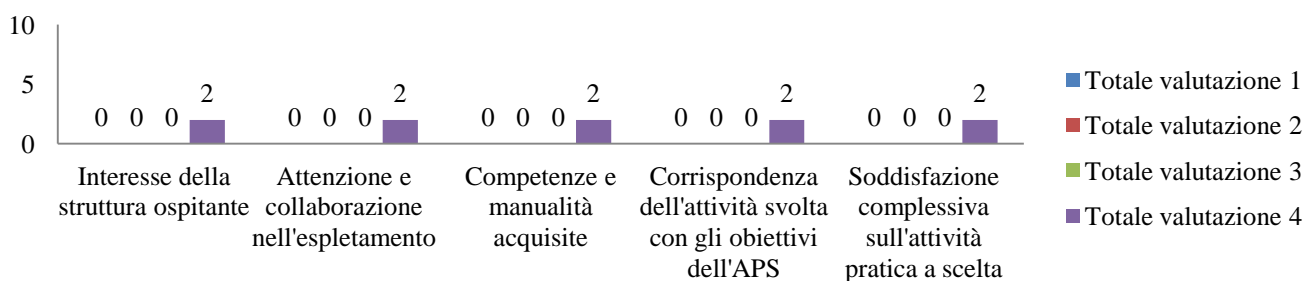 10
5
0
0 0 0 2 0 0 0 2 0 0 0 2 0 0 0 2 0 0 0 2
Interesse della
struttura ospitante
Attenzione e
collaborazione
nell'espletamento
Competenze e
manualità
acquisite
Corrispondenza
dell'attività svolta
con gli obiettivi
dell'APS
Soddisfazione
complessiva
sull'attività
pratica a scelta
Totale valutazione 1
Totale valutazione 2
Totale valutazione 3
Totale valutazione 4